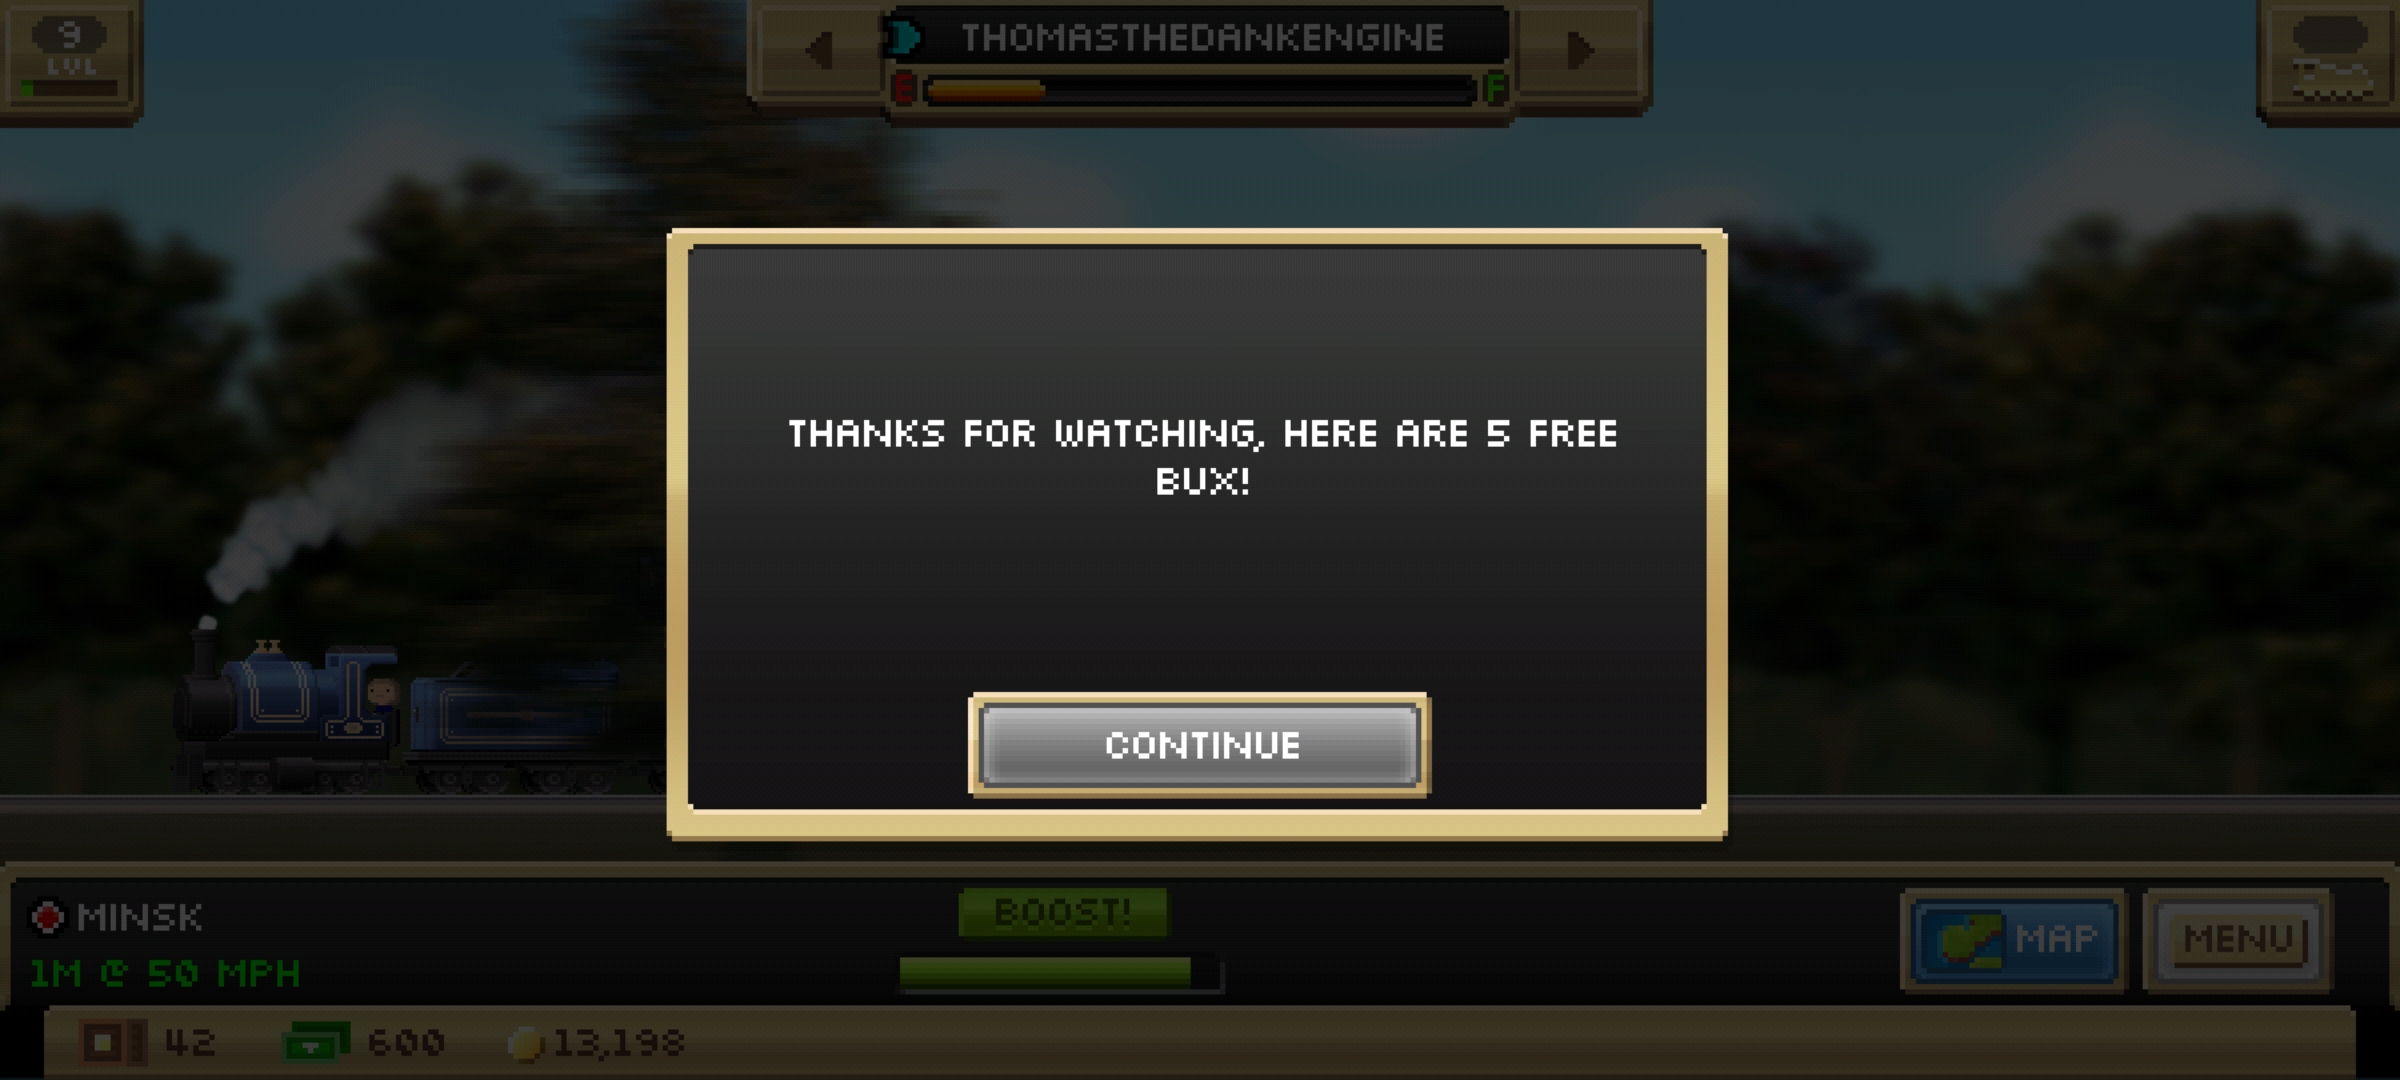 9
LVL
THOMASTHEDANKENGINE
E F
THANKS FOR WATCHING, HERE ARE 5 FREE
BUX!
CONTINUE
MINSK
1M @ 50 MPH
BOOST!
MAP
MENU
42 600 13,198